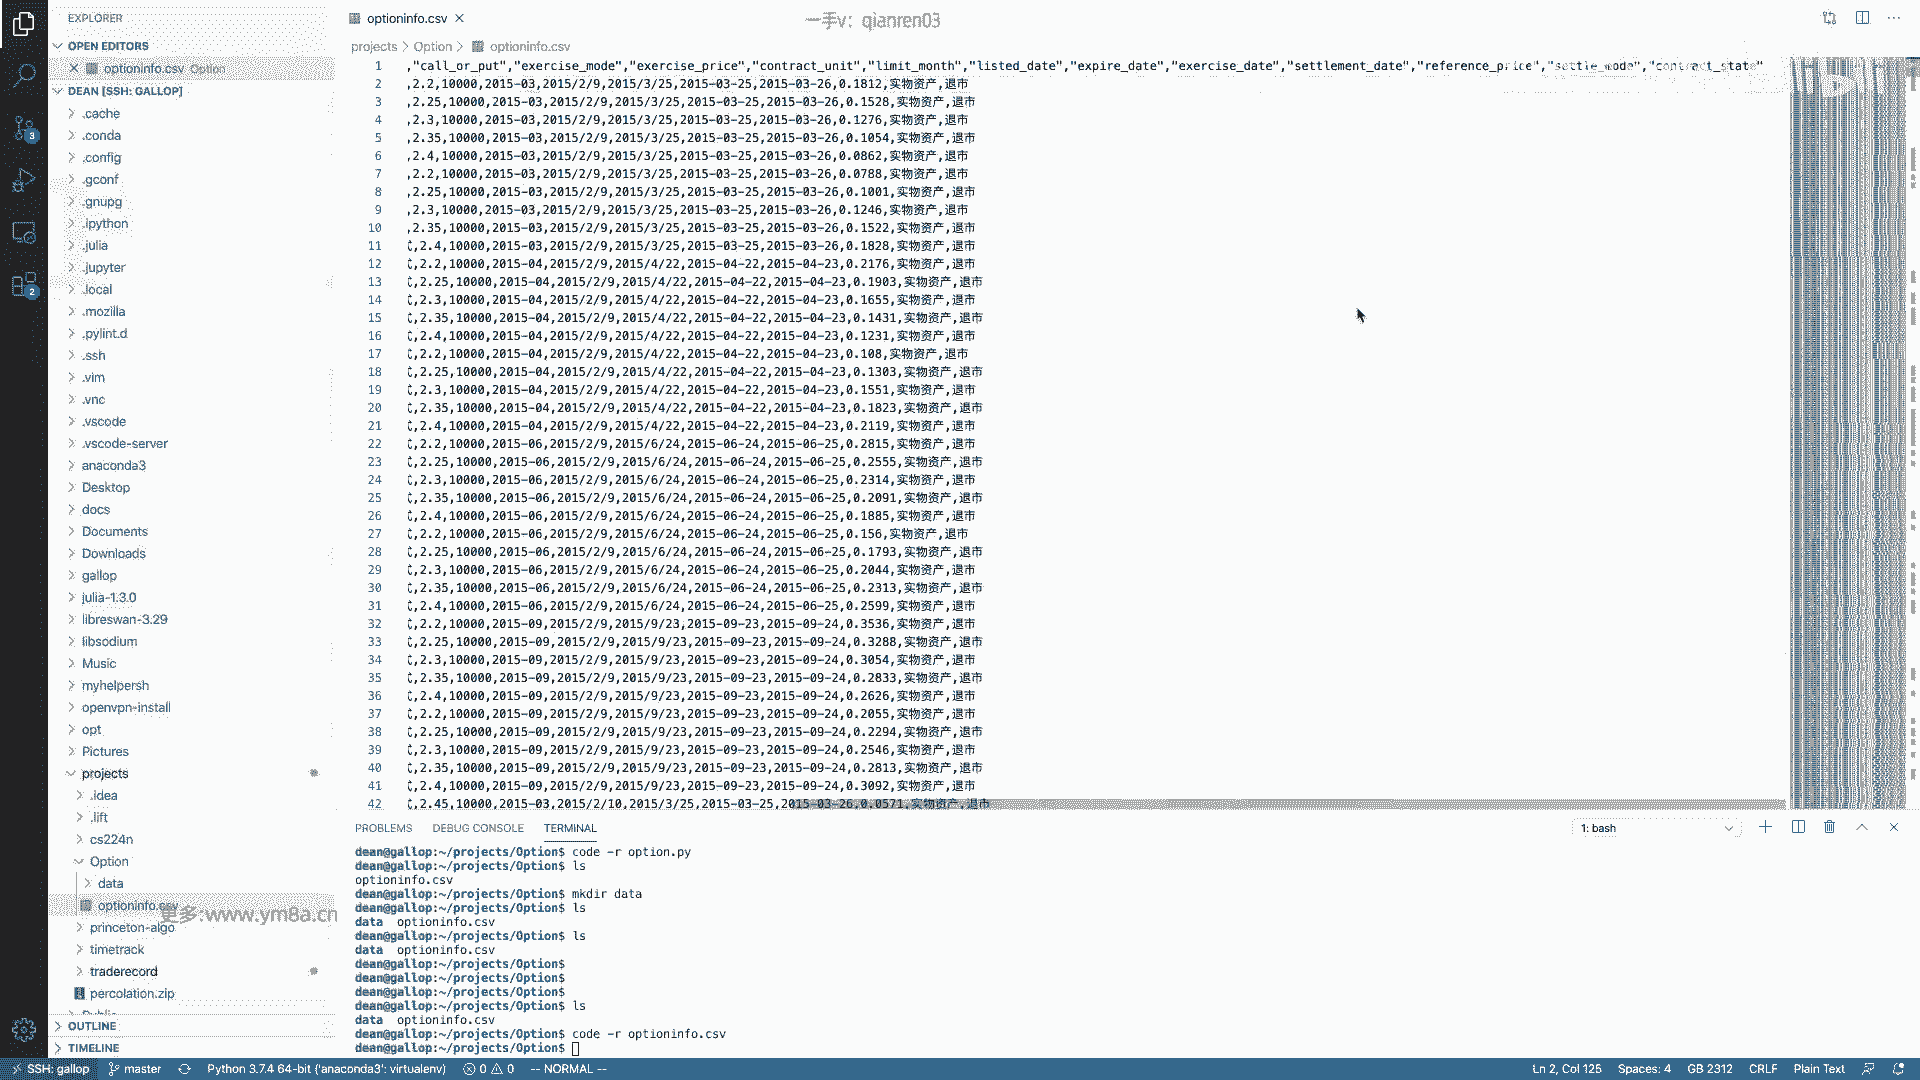 EXPLORER
optioninfo.csv
一手v: qianren03
OPEN EDITORS
projects > Option > optioninfo.csv
optioninfo.csv Option
DEAN [SSH: GALLOP]
.cache
.conda
.config
.gconf
.gnupg
.ipython
.julia
.jupyter
.local
.mozilla
.pylint.d
.ssh
.vim
.vnc
.vscode
.vscode-server
anaconda3
Desktop
docs
Documents
Downloads
gallop
julia-1.3.0
libreswan-3.29
libsodium
Music
myhelpersh
openvpn-install
opt
Pictures
projects
.idea
.lift
cs224n
Option
data
optioninfo.csv
更多:www.ym8a.cn
princeton-algo
timetrack
traderecord
percolation.zip
OUTLINE
TIMELINE
1 ,"call_or_put","exercise_mode","exercise_price","contract_unit","limit_month","listed_date","expire_date","exercise_date","settlement_date","reference_price","settle_mode","contract_state"
2 ,2.2,10000,2015-03,2015/2/9,2015/3/25,2015-03-25,2015-03-26,0.1812,实物资产,退市
3 ,2.25,10000,2015-03,2015/2/9,2015/3/25,2015-03-25,2015-03-26,0.1528,实物资产,退市
4 ,2.3,10000,2015-03,2015/2/9,2015/3/25,2015-03-25,2015-03-26,0.1276,实物资产,退市
5 ,2.35,10000,2015-03,2015/2/9,2015/3/25,2015-03-25,2015-03-26,0.1054,实物资产,退市
6 ,2.4,10000,2015-03,2015/2/9,2015/3/25,2015-03-25,2015-03-26,0.0862,实物资产,退市
7 ,2.2,10000,2015-03,2015/2/9,2015/3/25,2015-03-25,2015-03-26,0.0788,实物资产,退市
8 ,2.25,10000,2015-03,2015/2/9,2015/3/25,2015-03-25,2015-03-26,0.1001,实物资产,退市
9 ,2.3,10000,2015-03,2015/2/9,2015/3/25,2015-03-25,2015-03-26,0.1246,实物资产,退市
10 ,2.35,10000,2015-03,2015/2/9,2015/3/25,2015-03-25,2015-03-26,0.1522,实物资产,退市
11 ,2.4,10000,2015-03,2015/2/9,2015/3/25,2015-03-25,2015-03-26,0.1828,实物资产,退市
12 ,2.2,10000,2015-04,2015/2/9,2015/4/22,2015-04-22,2015-04-23,0.2176,实物资产,退市
13 ,2.25,10000,2015-04,2015/2/9,2015/4/22,2015-04-22,2015-04-23,0.1903,实物资产,退市
14 ,2.3,10000,2015-04,2015/2/9,2015/4/22,2015-04-22,2015-04-23,0.1655,实物资产,退市
15 ,2.35,10000,2015-04,2015/2/9,2015/4/22,2015-04-22,2015-04-23,0.1431,实物资产,退市
16 ,2.4,10000,2015-04,2015/2/9,2015/4/22,2015-04-22,2015-04-23,0.1231,实物资产,退市
17 ,2.2,10000,2015-04,2015/2/9,2015/4/22,2015-04-22,2015-04-23,0.108,实物资产,退市
18 ,2.25,10000,2015-04,2015/2/9,2015/4/22,2015-04-22,2015-04-23,0.1303,实物资产,退市
19 ,2.3,10000,2015-04,2015/2/9,2015/4/22,2015-04-22,2015-04-23,0.1551,实物资产,退市
20 ,2.35,10000,2015-04,2015/2/9,2015/4/22,2015-04-22,2015-04-23,0.1823,实物资产,退市
21 ,2.4,10000,2015-04,2015/2/9,2015/4/22,2015-04-22,2015-04-23,0.2119,实物资产,退市
22 ,2.2,10000,2015-06,2015/2/9,2015/6/24,2015-06-24,2015-06-25,0.2815,实物资产,退市
23 ,2.25,10000,2015-06,2015/2/9,2015/6/24,2015-06-24,2015-06-25,0.2555,实物资产,退市
24 ,2.3,10000,2015-06,2015/2/9,2015/6/24,2015-06-24,2015-06-25,0.2314,实物资产,退市
25 ,2.35,10000,2015-06,2015/2/9,2015/6/24,2015-06-24,2015-06-25,0.2091,实物资产,退市
26 ,2.4,10000,2015-06,2015/2/9,2015/6/24,2015-06-24,2015-06-25,0.1885,实物资产,退市
27 ,2.2,10000,2015-06,2015/2/9,2015/6/24,2015-06-24,2015-06-25,0.156,实物资产,退市
28 ,2.25,10000,2015-06,2015/2/9,2015/6/24,2015-06-24,2015-06-25,0.1793,实物资产,退市
29 ,2.3,10000,2015-06,2015/2/9,2015/6/24,2015-06-24,2015-06-25,0.2044,实物资产,退市
30 ,2.35,10000,2015-06,2015/2/9,2015/6/24,2015-06-24,2015-06-25,0.2313,实物资产,退市
31 ,2.4,10000,2015-06,2015/2/9,2015/6/24,2015-06-24,2015-06-25,0.2599,实物资产,退市
32 ,2.2,10000,2015-09,2015/2/9,2015/9/23,2015-09-23,2015-09-24,0.3536,实物资产,退市
33 ,2.25,10000,2015-09,2015/2/9,2015/9/23,2015-09-23,2015-09-24,0.3288,实物资产,退市
34 ,2.3,10000,2015-09,2015/2/9,2015/9/23,2015-09-23,2015-09-24,0.3054,实物资产,退市
35 ,2.35,10000,2015-09,2015/2/9,2015/9/23,2015-09-23,2015-09-24,0.2833,实物资产,退市
36 ,2.4,10000,2015-09,2015/2/9,2015/9/23,2015-09-23,2015-09-24,0.2626,实物资产,退市
37 ,2.2,10000,2015-09,2015/2/9,2015/9/23,2015-09-23,2015-09-24,0.2055,实物资产,退市
38 ,2.25,10000,2015-09,2015/2/9,2015/9/23,2015-09-23,2015-09-24,0.2294,实物资产,退市
39 ,2.3,10000,2015-09,2015/2/9,2015/9/23,2015-09-23,2015-09-24,0.2546,实物资产,退市
40 ,2.35,10000,2015-09,2015/2/9,2015/9/23,2015-09-23,2015-09-24,0.2813,实物资产,退市
41 ,2.4,10000,2015-09,2015/2/9,2015/9/23,2015-09-23,2015-09-24,0.3092,实物资产,退市
42 ,2.45,10000,2015-03,2015/2/10,2015/3/25,2015-03-25,2015-03-26,0.0571,实物资产,退市
PROBLEMS DEBUG CONSOLE TERMINAL 1: bash
dean@gallop:~/projects/Option$ code -r option.py
dean@gallop:~/projects/Option$ ls
optioninfo.csv
dean@gallop:~/projects/Option$ mkdir data
dean@gallop:~/projects/Option$ ls
data optioninfo.csv
dean@gallop:~/projects/Option$ ls
data optioninfo.csv
dean@gallop:~/projects/Option$
dean@gallop:~/projects/Option$
dean@gallop:~/projects/Option$
dean@gallop:~/projects/Option$ ls
data optioninfo.csv
dean@gallop:~/projects/Option$ code -r optioninfo.csv
dean@gallop:~/projects/Option$
3
2
SSH: gallop master Python 3.7.4 64-bit ('anaconda3': virtualenv) 0 0 -- NORMAL -- Ln 2, Col 125 Spaces: 4 GB 2312 CRLF Plain Text